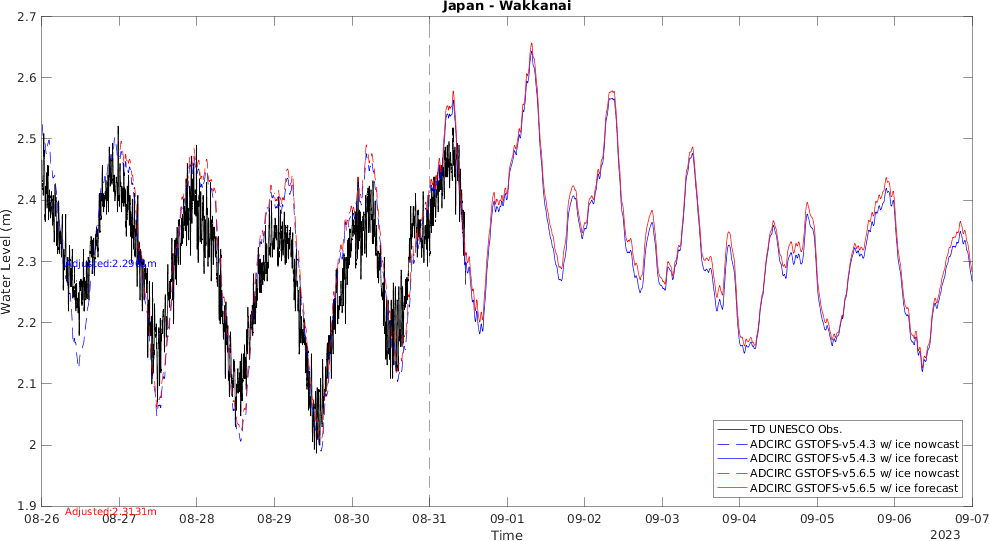 Japan - Wakkanai
Water Level (m)
2.7
2.6
2.5
2.4
2.3
2.2
2.1
2
1.9
Adjusted:2.3131m
TD UNESCO Obs.
ADCIRC GSTOFS-v5.4.3 w/ ice nowcast
ADCIRC GSTOFS-v5.4.3 w/ ice forecast
ADCIRC GSTOFS-v5.6.5 w/ ice nowcast
ADCIRC GSTOFS-v5.6.5 w/ ice forecast
08-26 08-27 08-28 08-29 08-30 08-31 09-01 09-02 09-03 09-04 09-05 09-06 09-07
Time
2023